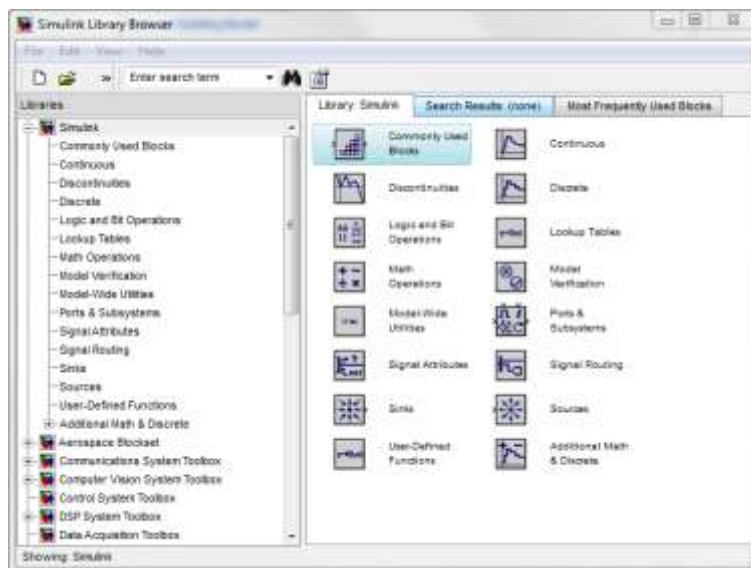 Simulink Library Browser
File Edit View Help
» Enter search term
Libraries
Library: Simulink Search Results: (none) Most Frequently Used Blocks
Simulink
Commonly Used Blocks
Continuous
Discontinuities
Discrete
Logic and Bit Operations
Lookup Tables
Math Operations
Model Verification
Model-Wide Utilities
Ports & Subsystems
Signal Attributes
Signal Routing
Sinks
Sources
User-Defined Functions
Additional Math & Discrete
Aerospace Blockset
Communications System Toolbox
Computer Vision System Toolbox
Control System Toolbox
DSP System Toolbox
Data Acquisition Toolbox
Commonly Used
Blocks
Continuous
Discontinuities
Discrete
Logic and Bit
Operations
Lookup Tables
Math
Operations
Model
Verification
Model-Wide
Utilities
Ports &
Subsystems
Signal Attributes
Signal Routing
Sinks
Sources
User-Defined
Functions
Additional Math
& Discrete
Showing: Simulink